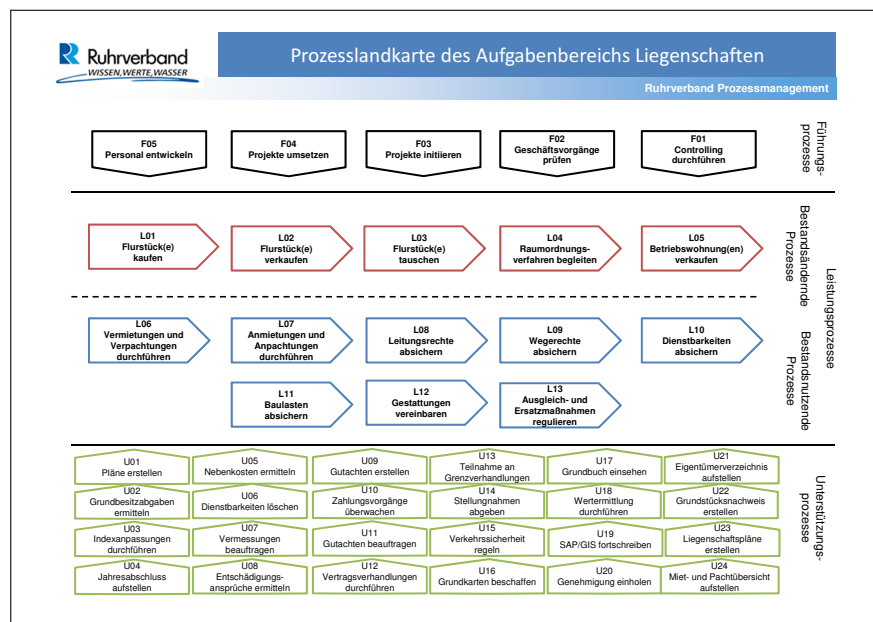 Ruhrverband
WISSEN, WERTE, WASSER
Prozesslandkarte des Aufgabenbereichs Liegenschaften
Ruhrverband Prozessmanagement
F05
Personal entwickeln
F04
Projekte umsetzen
F03
Projekte initiieren
F02
Geschäftsvorgänge
prüfen
F01
Controlling
durchführen
Führungs-
prozesse
L01
Flurstück(e)
kaufen
L02
Flurstück(e)
verkaufen
L03
Flurstück(e)
tauschen
L04
Raumordnungs-
verfahren begleiten
L05
Betriebswohnung(en)
verkaufen
Bestandsändernde
Prozesse
L06
Vermietungen und
Verpachtungen
durchführen
L07
Anmietungen und
Anpachtungen
durchführen
L08
Leitungsrechte
absichern
L09
Wegerechte
absichern
L10
Dienstbarkeiten
absichern
L11
Baulasten
absichern
L12
Gestattungen
vereinbaren
L13
Ausgleich- und
Ersatzmaßnahmen
regulieren
Bestandsnutzende
Prozesse
Leistungsprozesse
U01
Pläne erstellen
U05
Nebenkosten ermitteln
U09
Gutachten erstellen
U13
Teilnahme an
Grenzverhandlungen
U17
Grundbuch einsehen
U21
Eigentümerverzeichnis
aufstellen
U02
Grundbesitzabgaben
ermitteln
U06
Dienstbarkeiten löschen
U10
Zahlungsvorgänge
überwachen
U14
Stellungnahmen
abgeben
U18
Wertermittlung
durchführen
U22
Grundstücksnachweis
erstellen
U03
Indexanpassungen
durchführen
U07
Vermessungen
beauftragen
U11
Gutachten beauftragen
U15
Verkehrssicherheit
regeln
U19
SAP/GIS fortschreiben
U23
Liegenschaftspläne
erstellen
U04
Jahresabschluss
aufstellen
U08
Entschädigungs-
ansprüche ermitteln
U12
Vertragsverhandlungen
durchführen
U16
Grundkarten beschaffen
U20
Genehmigung einholen
U24
Miet- und Pachtübersicht
aufstellen
Unterstützungs-
prozesse